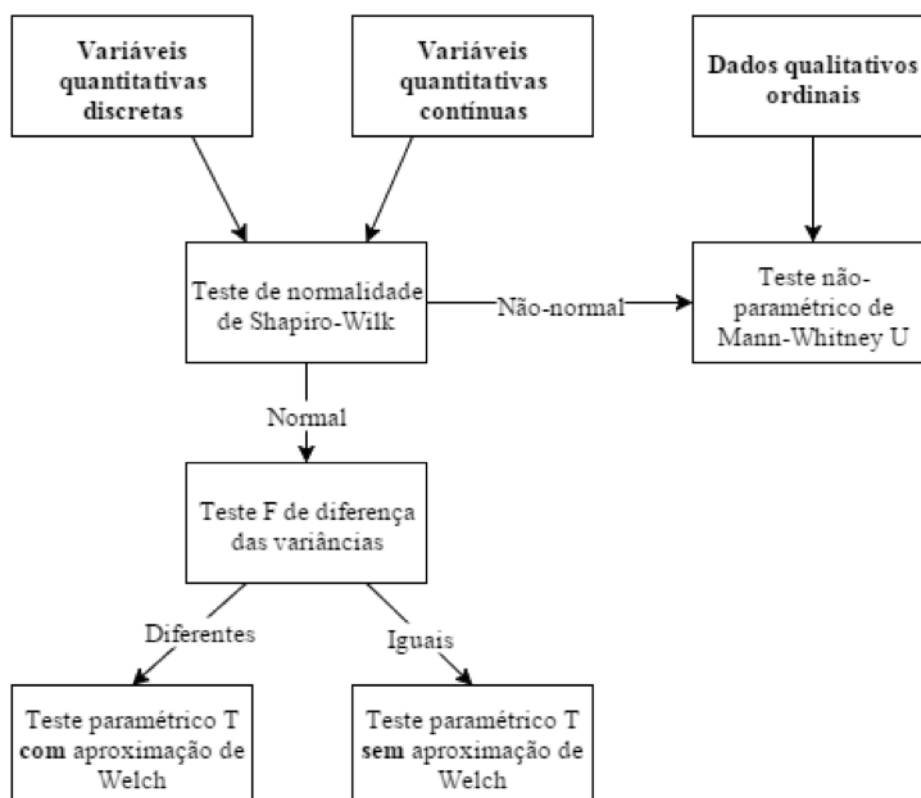 Variáveis
quantitativas
discretas
Variáveis
quantitativas
contínuas
Dados qualitativos
ordinais
Teste de normalidade
de Shapiro-Wilk
Não-normal
Teste não-
paramétrico de
Mann-Whitney U
Normal
Teste F de diferença
das variâncias
Diferentes
Iguais
Teste paramétrico T
com aproximação de
Welch
Teste paramétrico T
sem aproximação de
Welch